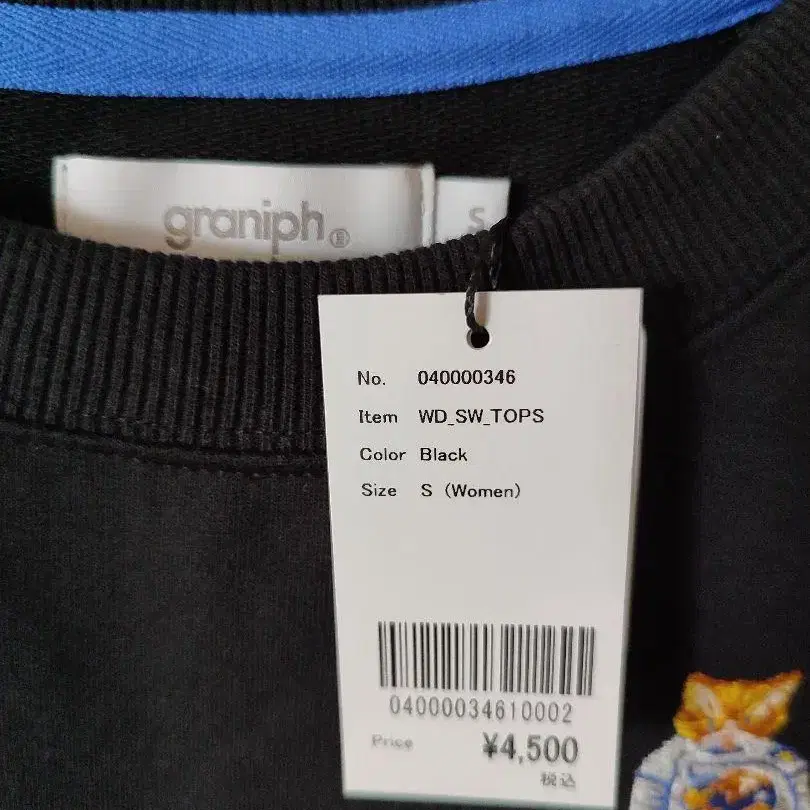 graniph®
S
No. 040000346
Item WD_SW_TOPS
Color Black
Size S (Women)
04000034610002
Price ¥4,500
税込